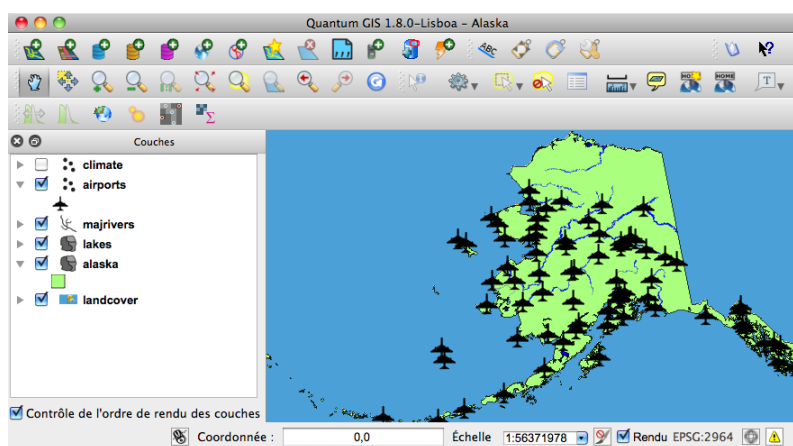 Quantum GIS 1.8.0-Lisboa - Alaska
ABC
HOME
T
Couches
climate
airports
majrivers
lakes
alaska
landcover
Contrôle de l'ordre de rendu des couches
Coordonnée : 0,0 Échelle 1:56371978 Rendu EPSG:2964